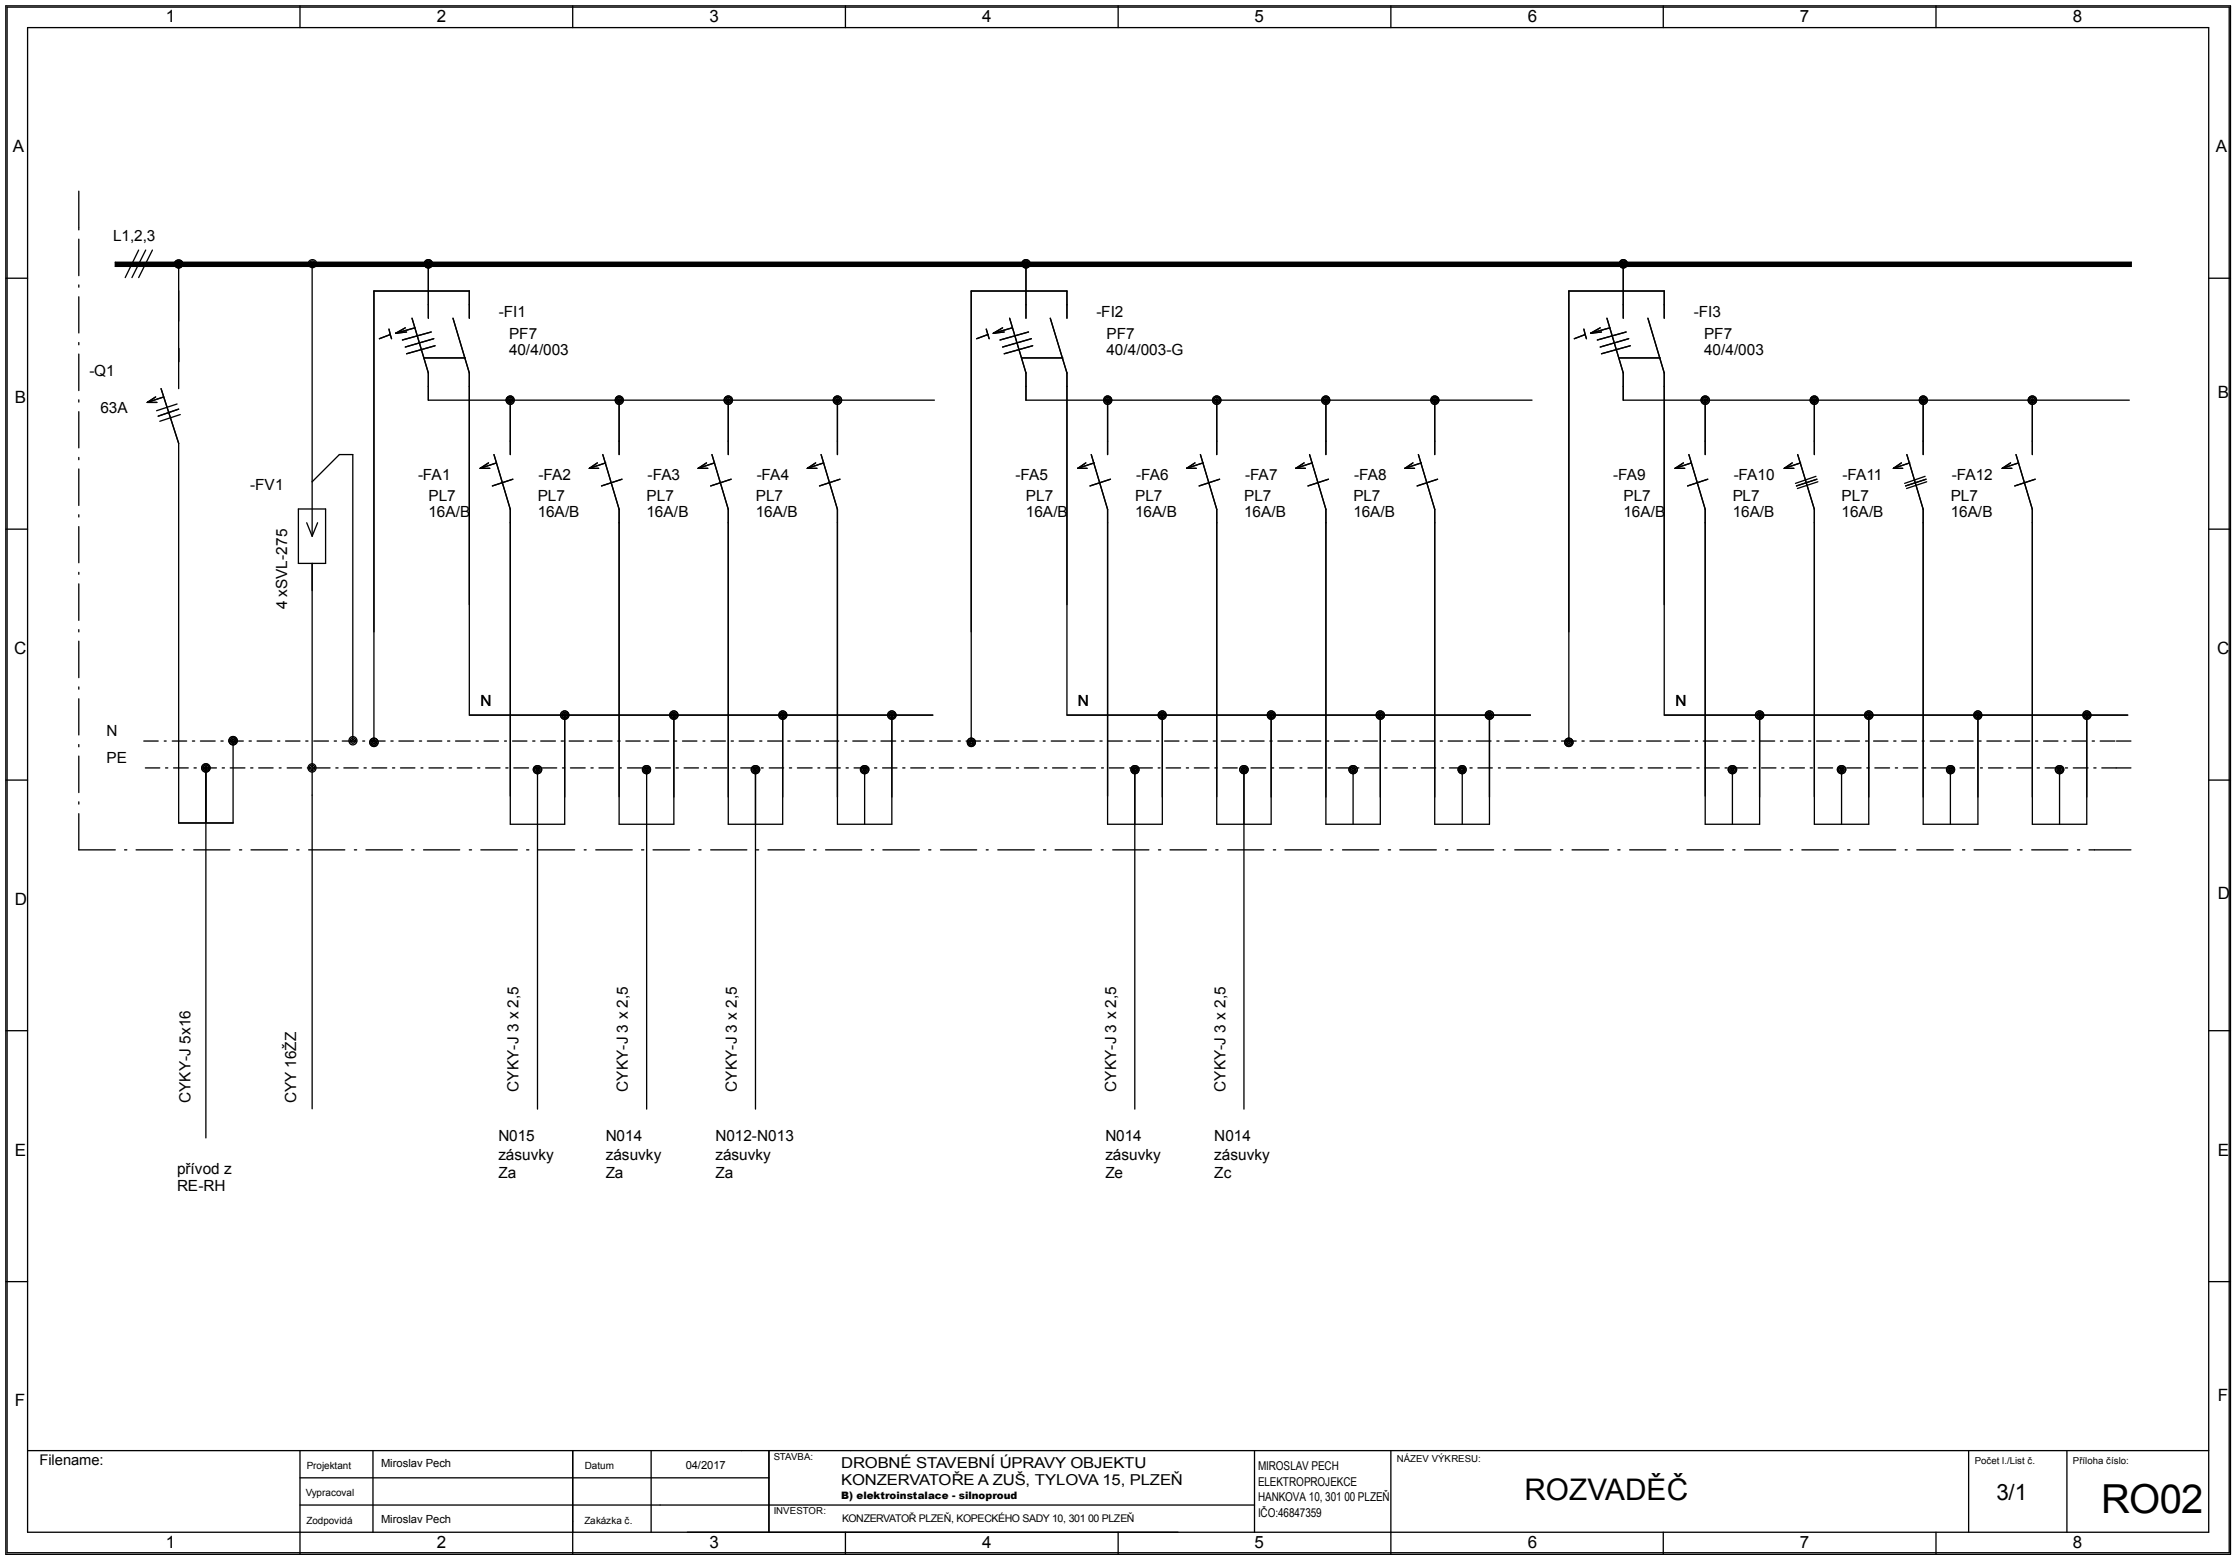 1 2 3 4 5 6 7 8
A A
L1,2,3
-FI1
PF7
40/4/003
-FI2
PF7
40/4/003-G
-FI3
PF7
40/4/003
-Q1
63A
B B
-FV1
4 xSVL-275
-FA1
PL7
16A/B
-FA2
PL7
16A/B
-FA3
PL7
16A/B
-FA4
PL7
16A/B
-FA5
PL7
16A/B
-FA6
PL7
16A/B
-FA7
PL7
16A/B
-FA8
PL7
16A/B
-FA9
PL7
16A/B
-FA10
PL7
16A/B
-FA11
PL7
16A/B
-FA12
PL7
16A/B
C C
N N N
N
PE
D D
CYKY-J 5x16
CYY 16ŽZ
CYKY-J 3 x 2,5
CYKY-J 3 x 2,5
CYKY-J 3 x 2,5
CYKY-J 3 x 2,5
CYKY-J 3 x 2,5
E E
přívod z
RE-RH
N015
zásuvky
Za
N014
zásuvky
Za
N012-N013
zásuvky
Za
N014
zásuvky
Ze
N014
zásuvky
Zc
F F
Filename:
Projektant Miroslav Pech Datum 04/2017
Vypracoval
Zodpovídá Miroslav Pech Zakázka č.
STAVBA:
DROBNÉ STAVEBNÍ ÚPRAVY OBJEKTU
KONZERVATOŘE A ZUŠ, TYLOVA 15, PLZEŇ
B) elektroinstalace - silnoproud
INVESTOR:
KONZERVATOŘ PLZEŇ, KOPECKÉHO SADY 10, 301 00 PLZEŇ
MIROSLAV PECH
ELEKTROPROJEKCE
HANKOVA 10, 301 00 PLZEŇ
IČO:46847359
NÁZEV VÝKRESU:
ROZVADĚČ
Počet l./List č.
3/1
Příloha číslo:
RO02
1 2 3 4 5 6 7 8